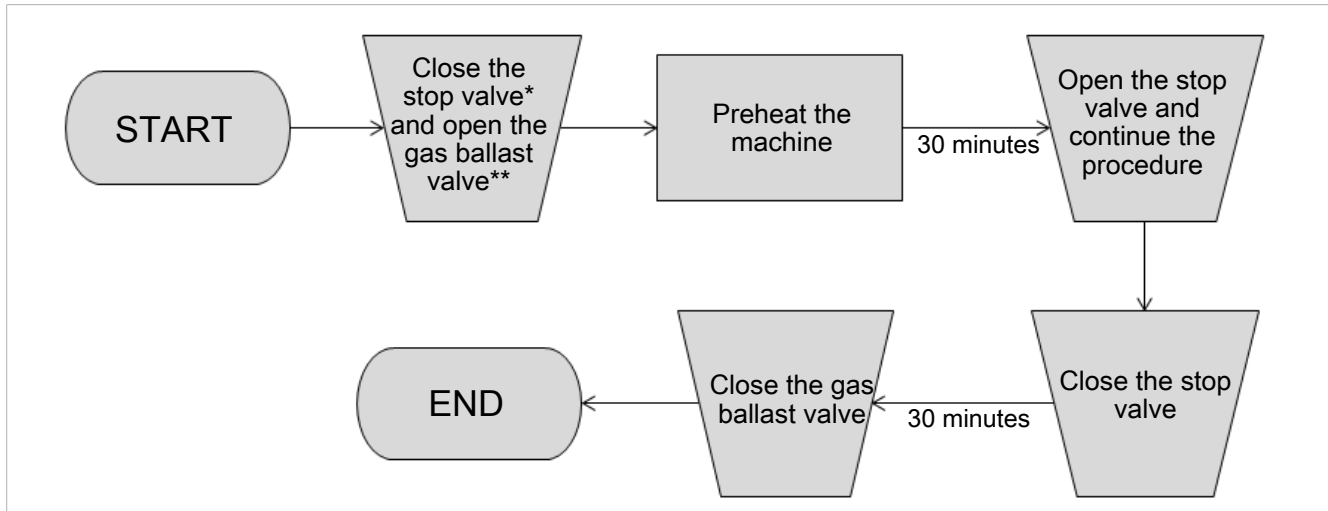 START
Close the
stop valve*
and open the
gas ballast
valve**
Preheat the
machine
30 minutes
Open the stop
valve and
continue the
procedure
Close the stop
valve
30 minutes
Close the gas
ballast valve
END